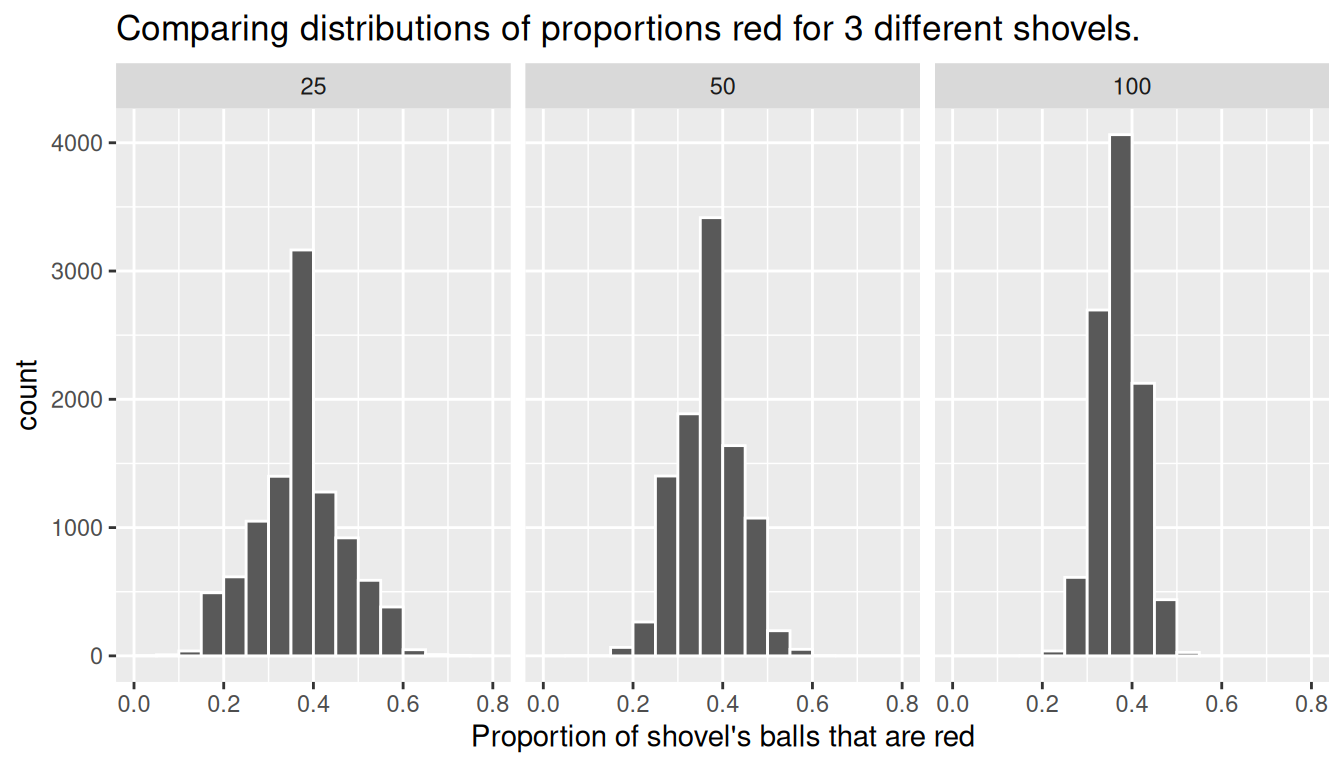 Comparing distributions of proportions red for 3 different shovels.
25 50 100
4000
3000
2000
1000
0
count
0.0 0.2 0.4 0.6 0.8 0.0 0.2 0.4 0.6 0.8 0.0 0.2 0.4 0.6 0.8
Proportion of shovel's balls that are red